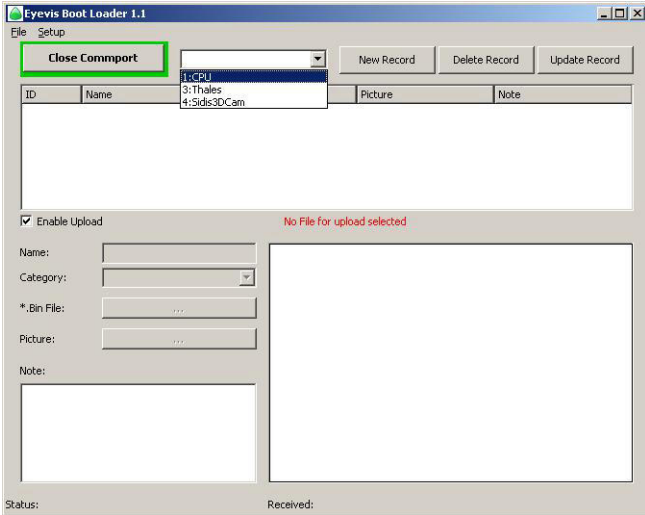 Eyevis Boot Loader 1.1
File Setup
Close Commport New Record Delete Record Update Record
1:CPU
3:Thales
4:Sidis3DCam
ID Name Picture Note
Enable Upload No File for upload selected
Name:
Category:
*.Bin File: ...
Picture: ...
Note:
Status: Received: